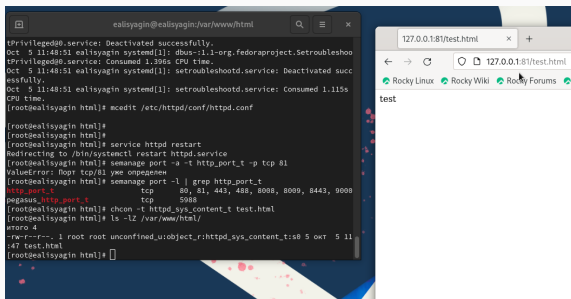 ealisyagin@ealisyagin:/var/www/html
tPrivileged@0.service: Deactivated successfully.
Oct  5 11:48:51 ealisyagin systemd[1]: dbus-:1.1-org.fedoraproject.Setroubleshoo
tPrivileged@0.service: Consumed 1.396s CPU time.
Oct  5 11:48:51 ealisyagin systemd[1]: setroubleshootd.service: Deactivated succ
essfully.
Oct  5 11:48:51 ealisyagin systemd[1]: setroubleshootd.service: Consumed 1.115s
CPU time.
[root@ealisyagin html]# mcedit /etc/httpd/conf/httpd.conf
[root@ealisyagin html]#
[root@ealisyagin html]#
[root@ealisyagin html]# service httpd restart
Redirecting to /bin/systemctl restart httpd.service
[root@ealisyagin html]# semanage port -a -t http_port_t -p tcp 81
ValueError: Порт tcp/81 уже определен
[root@ealisyagin html]# semanage port -l | grep http_port_t
http_port_t                    tcp      80, 81, 443, 488, 8008, 8009, 8443, 9000
pegasus_http_port_t            tcp      5988
[root@ealisyagin html]# chcon -t httpd_sys_content_t test.html
[root@ealisyagin html]# ls -lZ /var/www/html/
итого 4
-rw-r--r--. 1 root root unconfined_u:object_r:httpd_sys_content_t:s0 5 окт  5 11
:47 test.html
[root@ealisyagin html]#
127.0.0.1:81/test.html
127.0.0.1:81/test.html
Rocky Linux Rocky Wiki Rocky Forums
test